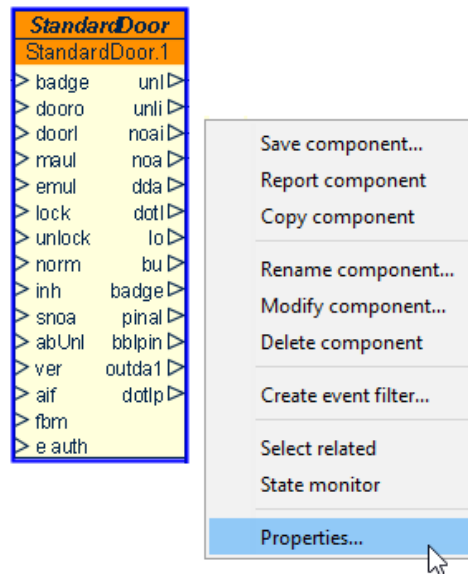 StandardDoor
StandardDoor.1
badge unl
dooro unli
doorl noai
maul noa
emul dda
lock dotl
unlock lo
norm bu
inh badge
snoa pinal
abUnl bblpin
ver outda1
aif dotlp
fbm
e auth
Save component...
Report component
Copy component
Rename component...
Modify component...
Delete component
Create event filter...
Select related
State monitor
Properties...